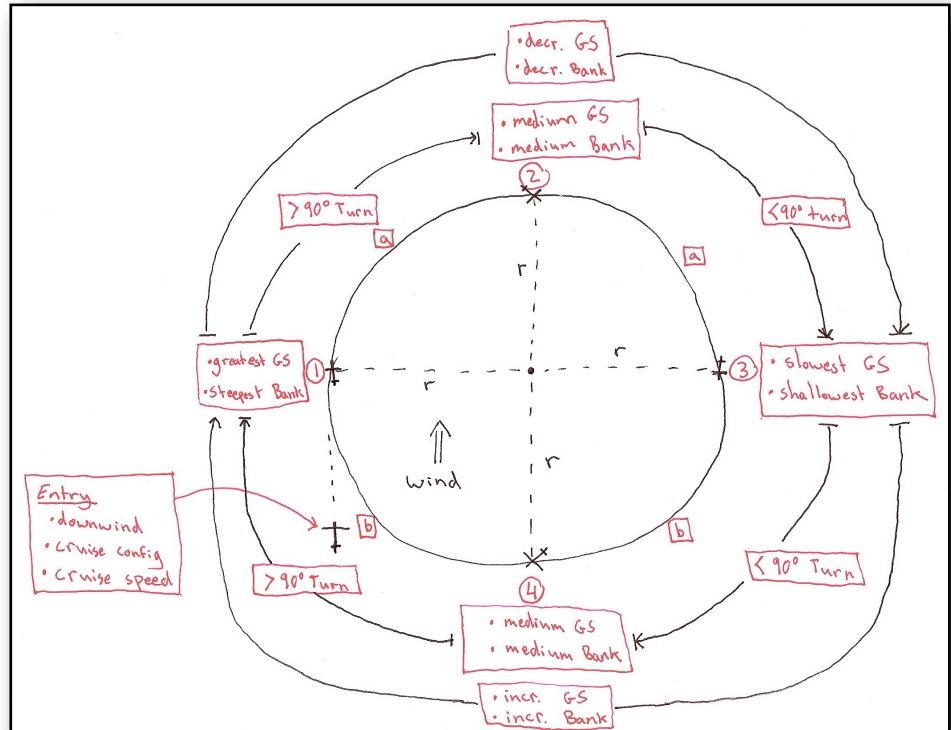 • decr. GS
• decr. Bank
• medium GS
• medium Bank
2
> 90° Turn
< 90° turn
a
a
r
r
r
• greatest GS
• Steepest Bank
1
3
• slowest GS
• shallowest Bank
wind
r
Entry
• downwind
• cruise config
• cruise speed
b
b
> 90° Turn
< 90° Turn
4
• medium GS
• medium Bank
• incr. GS
• incr. Bank